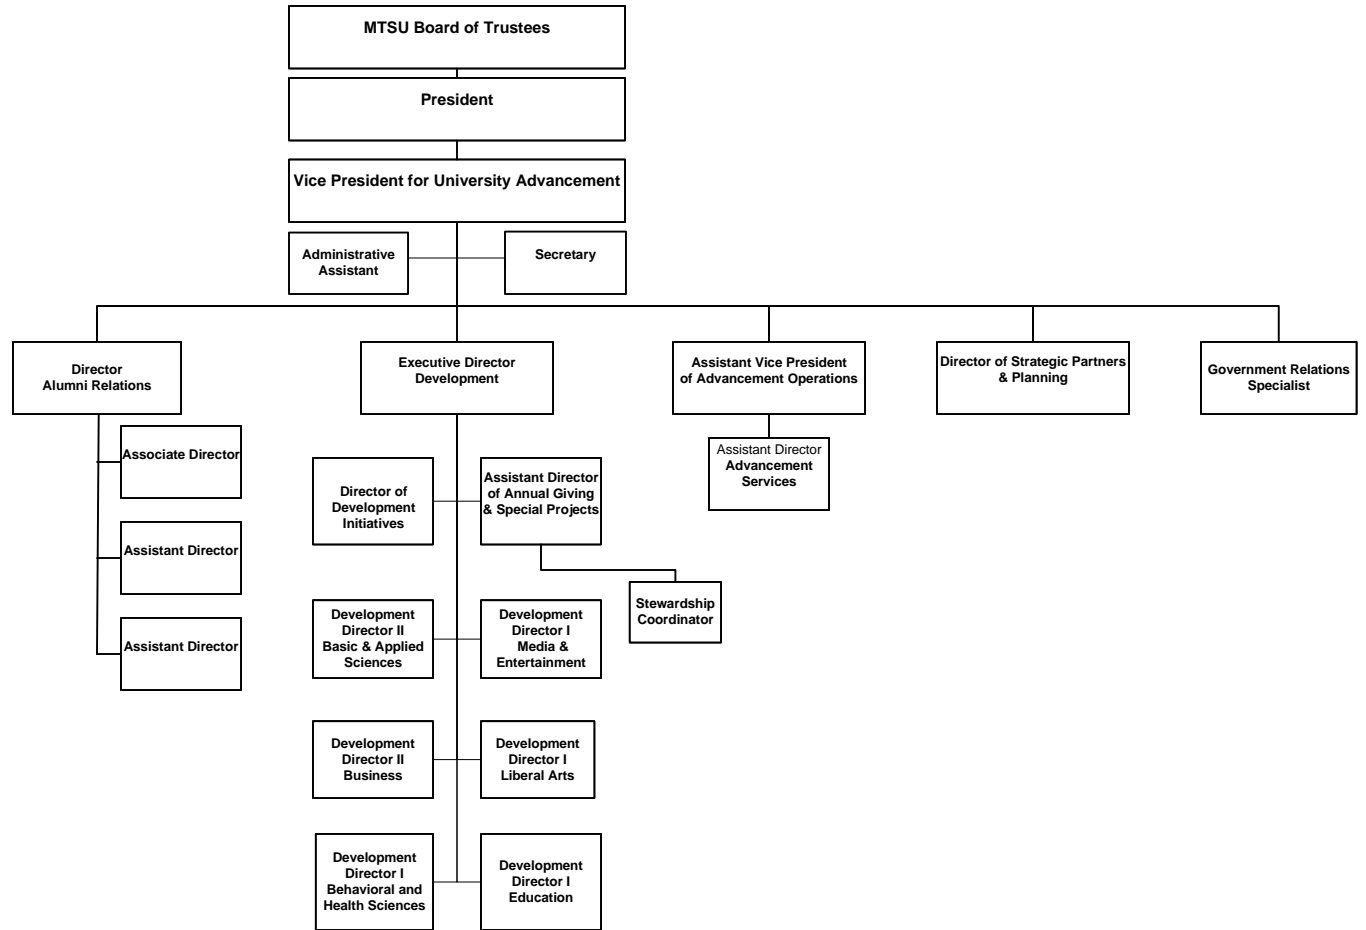 MTSU Board of Trustees
President
Vice President for University Advancement
Administrative
Assistant
Secretary
Director
Alumni Relations
Executive Director
Development
Assistant Vice President
of Advancement Operations
Director of Strategic Partners
& Planning
Government Relations
Specialist
Associate Director
Assistant Director
Assistant Director
Director of
Development
Initiatives
Assistant Director
of Annual Giving
& Special Projects
Stewardship
Coordinator
Development
Director II
Basic & Applied
Sciences
Development
Director I
Media &
Entertainment
Development
Director II
Business
Development
Director I
Liberal Arts
Development
Director I
Behavioral and
Health Sciences
Development
Director I
Education
Assistant Director
Advancement
Services